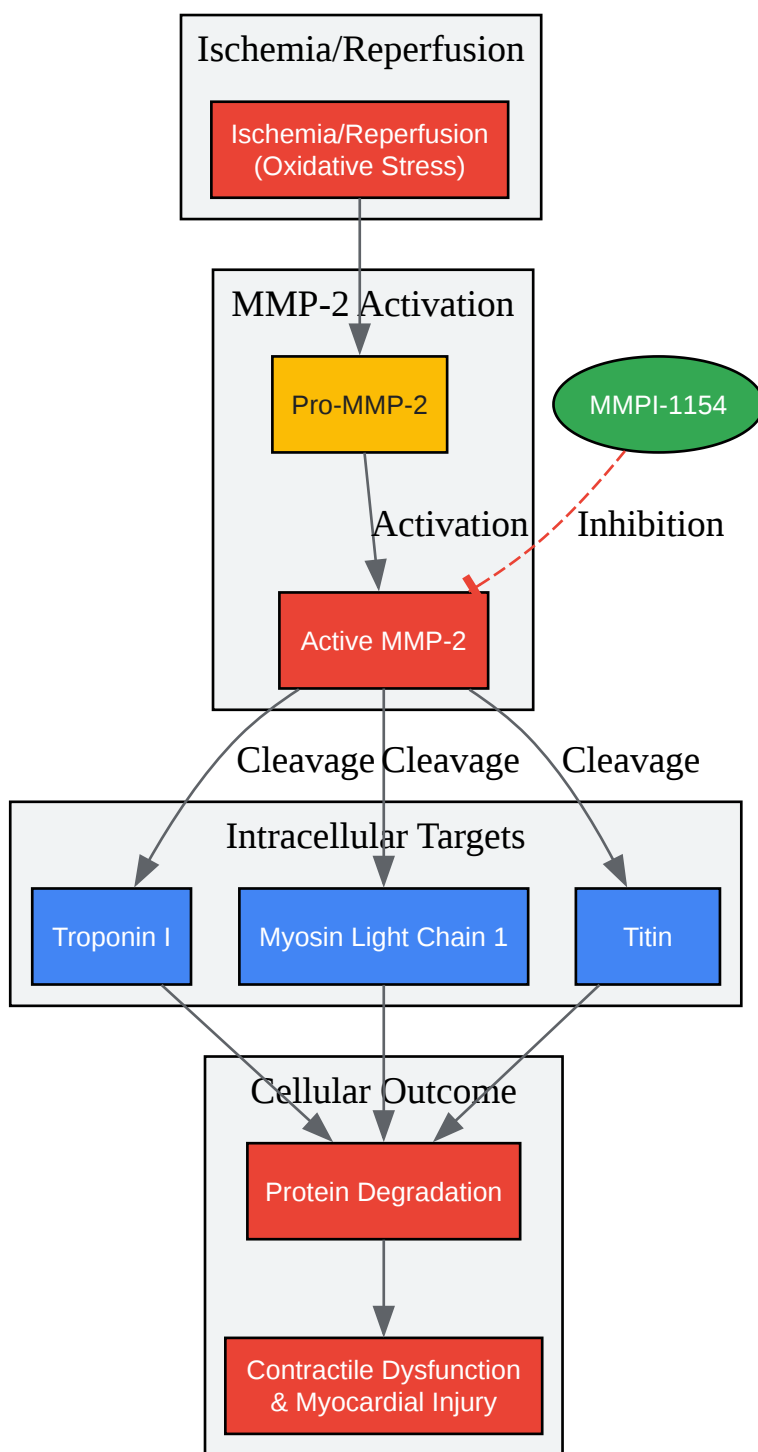 Ischemia/Reperfusion
Ischemia/Reperfusion
(Oxidative Stress)
MMP-2 Activation
Pro-MMP-2
MMPI-1154
Activation
Inhibition
Active MMP-2
Cleavage
Cleavage
Cleavage
Intracellular Targets
Troponin I
Myosin Light Chain 1
Titin
Cellular Outcome
Protein Degradation
Contractile Dysfunction
& Myocardial Injury